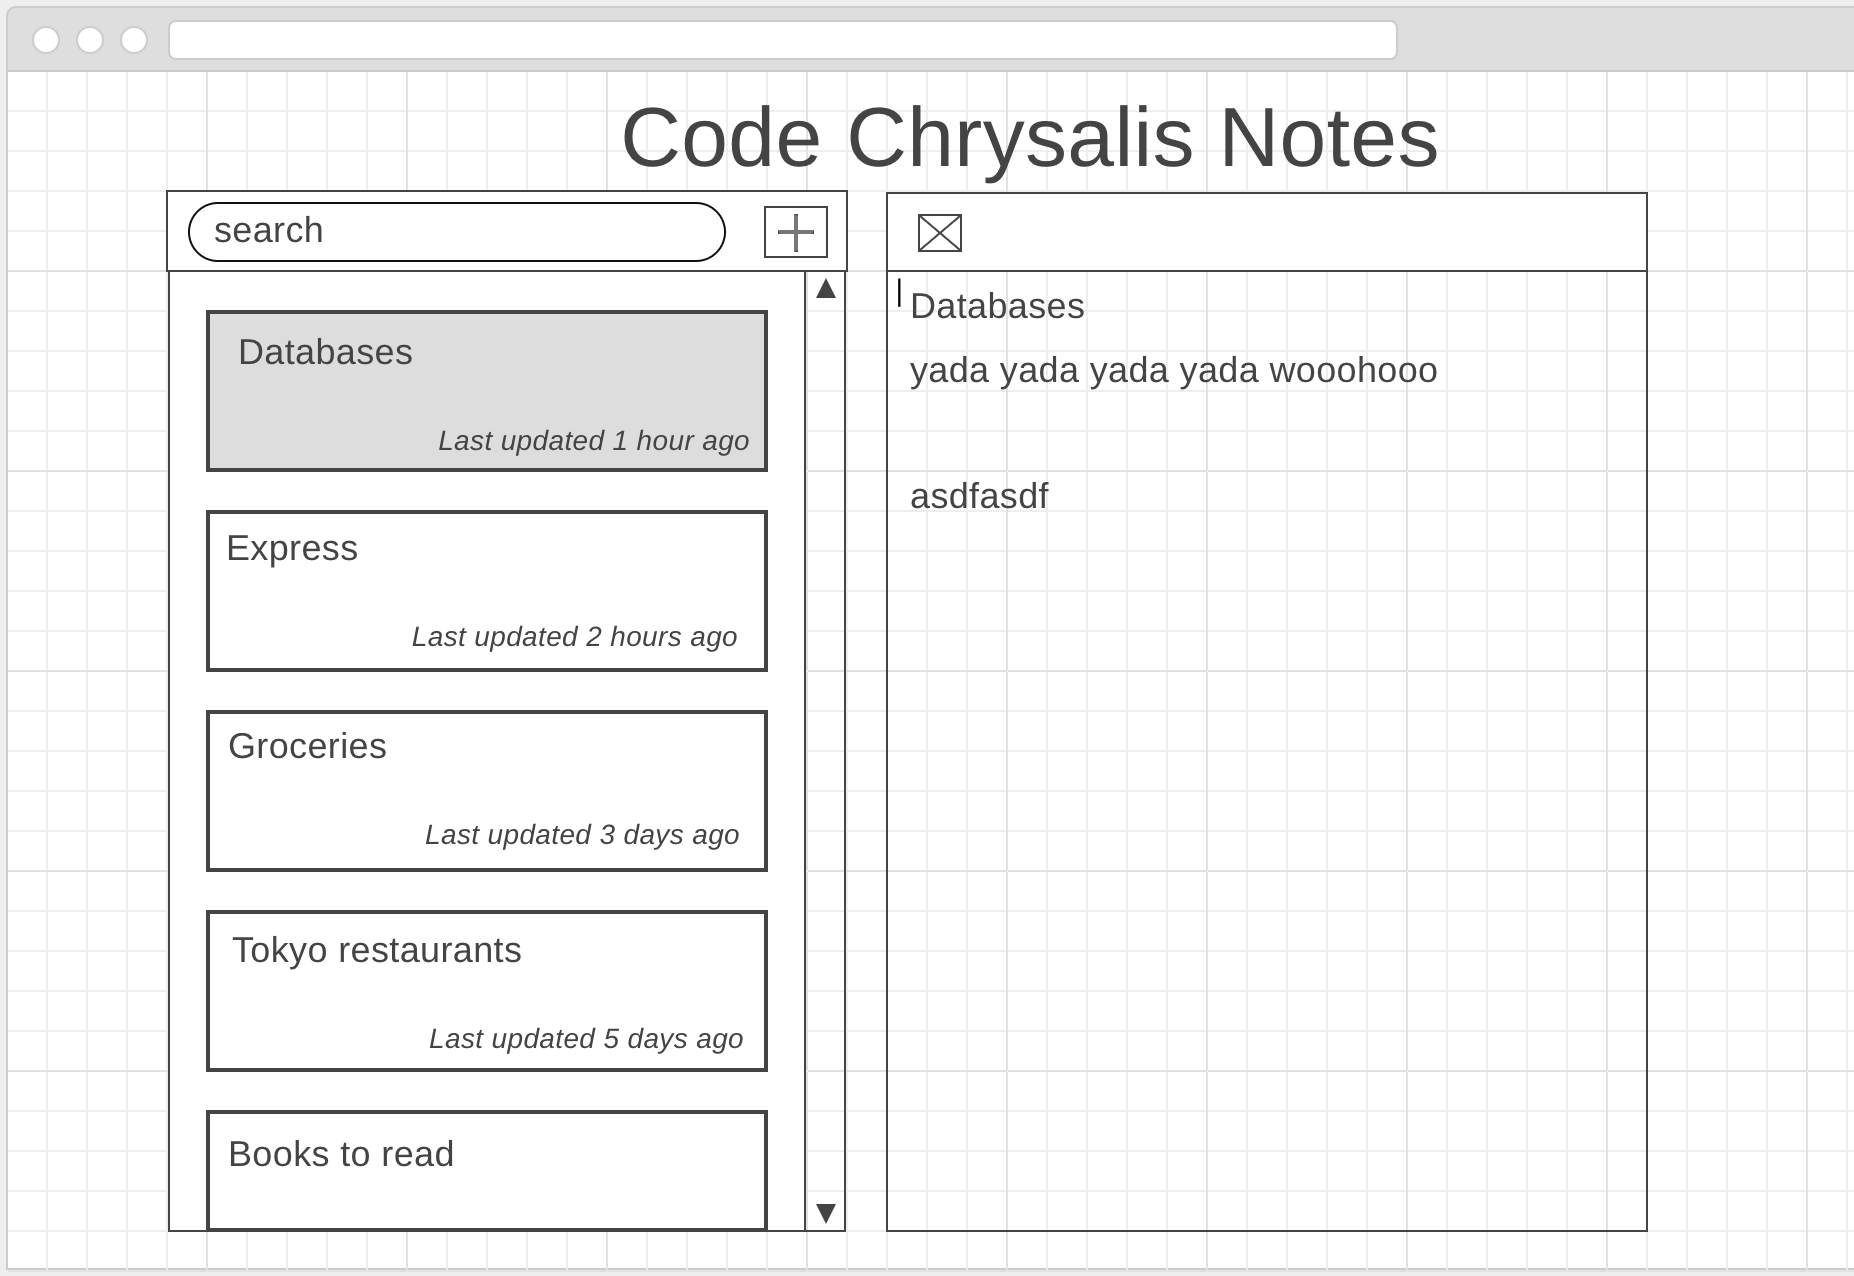 Code Chrysalis Notes
search
Databases
Last updated 1 hour ago
Express
Last updated 2 hours ago
Groceries
Last updated 3 days ago
Tokyo restaurants
Last updated 5 days ago
Books to read
Databases
yada yada yada yada wooohooo
asdfasdf